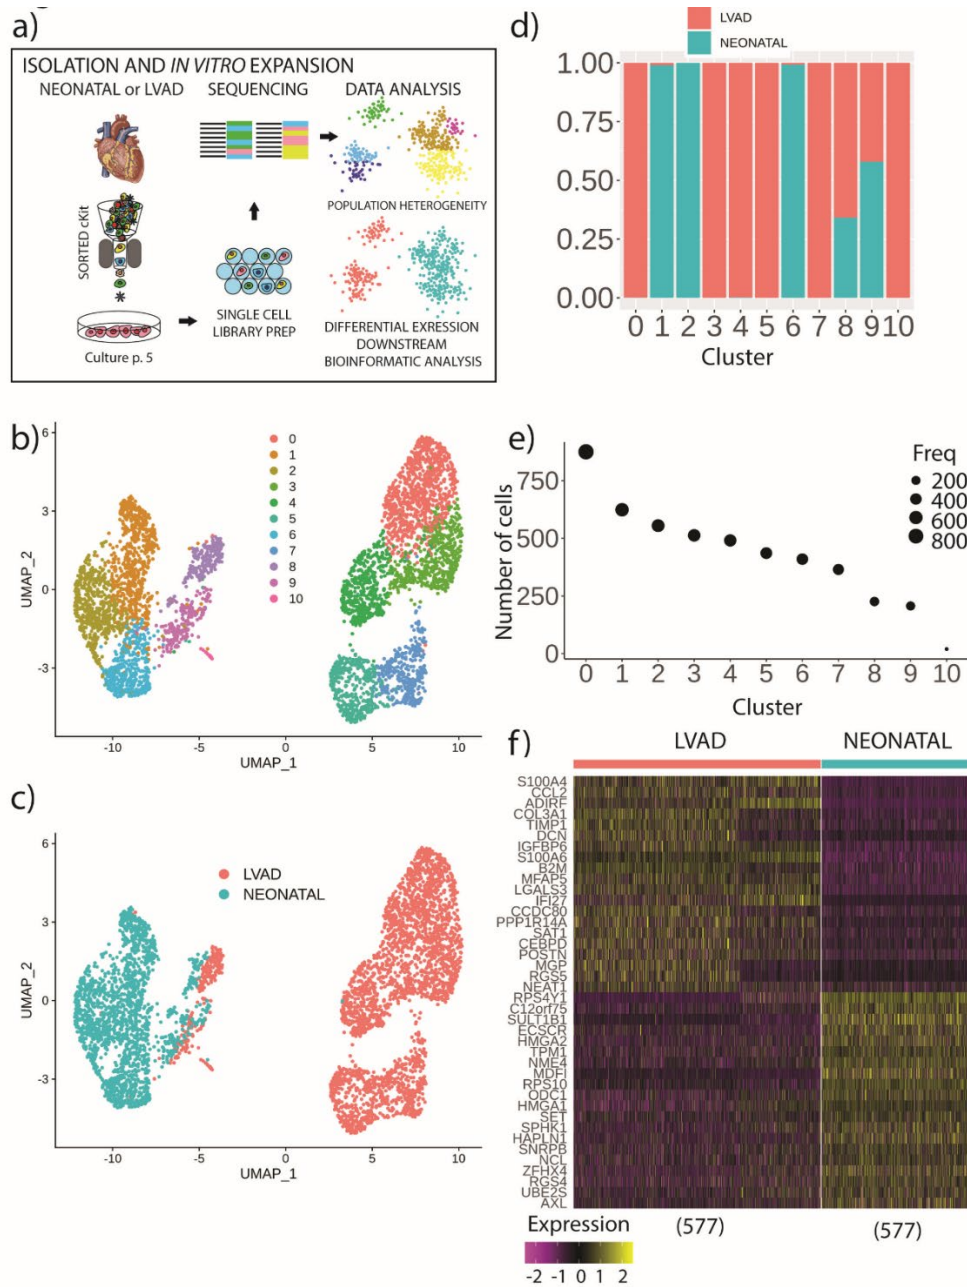 a)
ISOLATION AND IN VITRO EXPANSION
NEONATAL or LVAD
SEQUENCING
DATA ANALYSIS
POPULATION HETEROGENEITY
SORTED cKit
*
Culture p. 5
SINGLE CELL
LIBRARY PREP
DIFFERENTIAL EXRESSION
DOWNSTREAM
BIOINFORMATIC ANALYSIS
d)
LVAD
NEONATAL
1.00
0.75
0.50
0.25
0.00
0 1 2 3 4 5 6 7 8 9 10
Cluster
b)
6
3
0
-3
UMAP_2
0
1
2
3
4
5
6
7
8
9
10
-10 -5 0 5 10
UMAP_1
e)
Number of cells
750
500
250
0
Freq
200
400
600
800
0 1 2 3 4 5 6 7 8 9 10
Cluster
c)
6
3
0
-3
UMAP_2
LVAD
NEONATAL
-10 -5 0 5 10
UMAP_1
f)
LVAD NEONATAL
S100A4
CCL2
ADIRF
COL3A1
TIMP1
DCN
IGFBP6
S100A6
B2M
MFAP5
LGALS3
IFI27
CCDC80
PPP1R14A
SAT1
CEBPD
POSTN
MGP
RGS5
NEAT1
RPS4Y1
C12orf75
SULT1B1
ECSCR
HMGA2
TPM1
NME4
MDFI
RPS10
ODC1
HMGA1
SET
SPHK1
HAPLN1
SNRPB
NCL
ZFHX4
RGS4
UBE2S
AXL
Expression
-2 -1 0 1 2
(577)
(577)